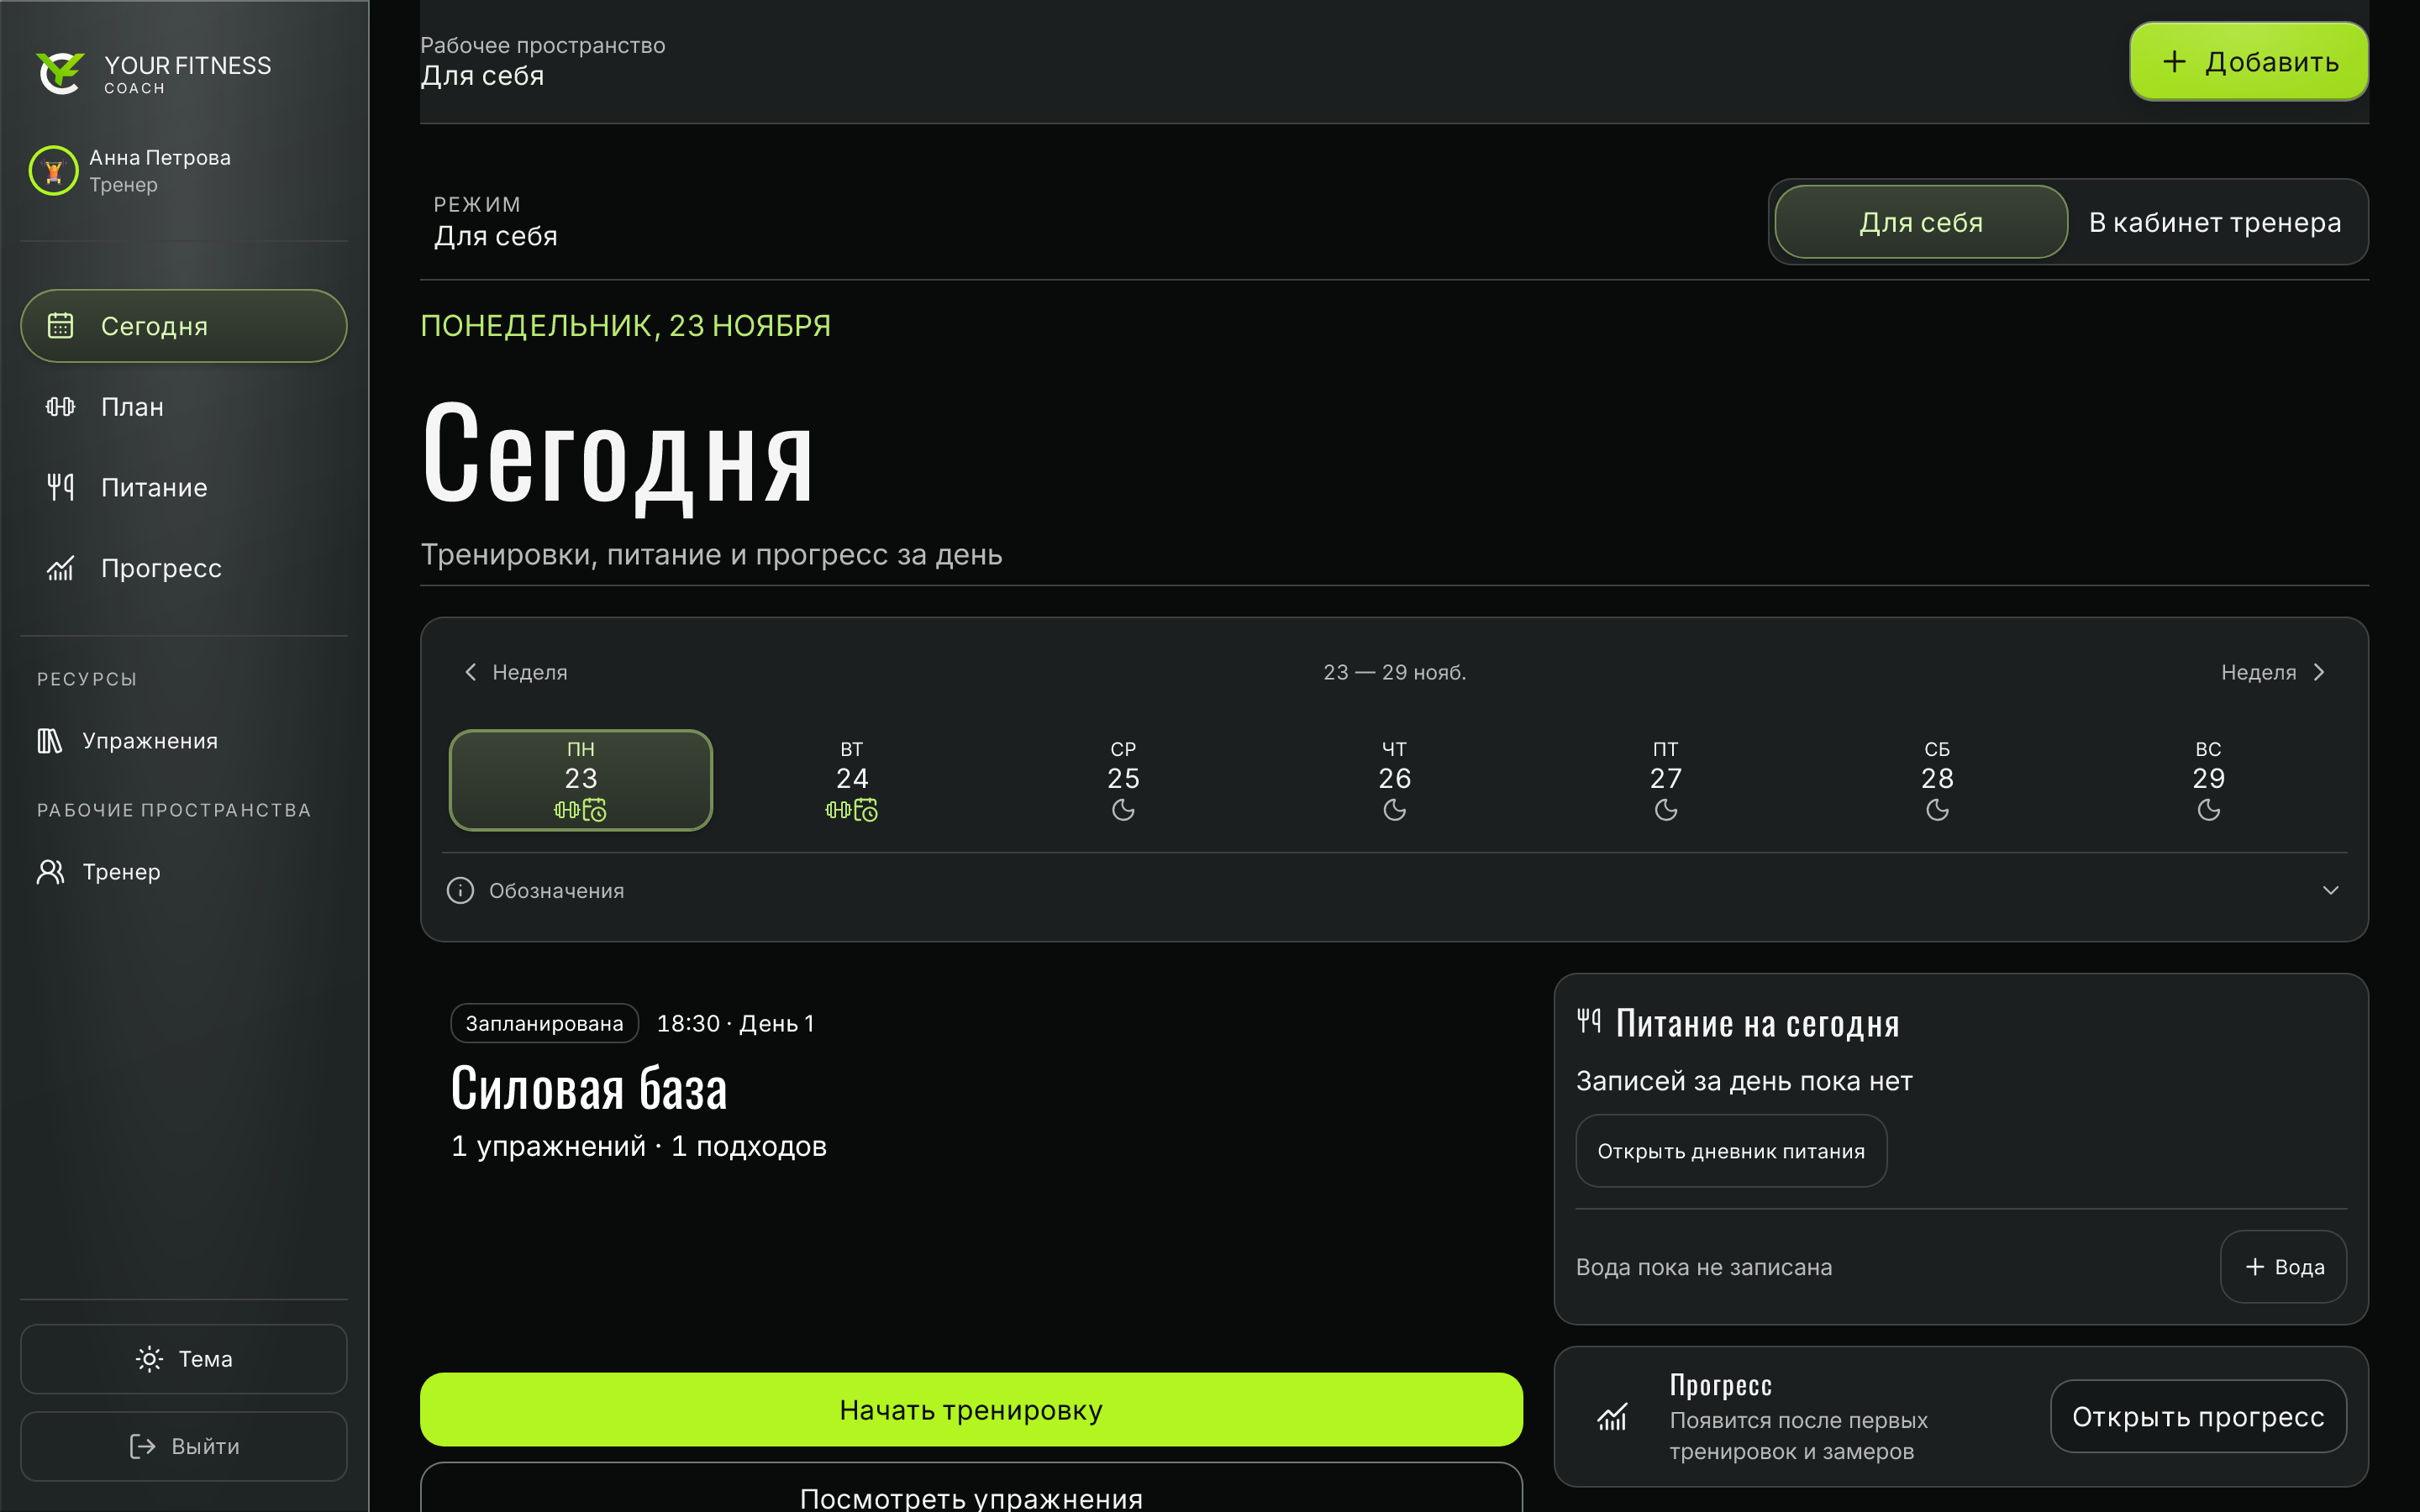 YOUR FITNESS
COACH
Анна Петрова
Тренер
Сегодня
План
Питание
Прогресс
РЕСУРСЫ
Упражнения
РАБОЧИЕ ПРОСТРАНСТВА
Тренер
Тема
Выйти
Рабочее пространство
Для себя
Добавить
РЕЖИМ
Для себя
Для себя
В кабинет тренера
ПОНЕДЕЛЬНИК, 23 НОЯБРЯ
Сегодня
Тренировки, питание и прогресс за день
Неделя
23 — 29 нояб.
Неделя
ПН
23
ВТ
24
СР
25
ЧТ
26
ПТ
27
СБ
28
ВС
29
Обозначения
Запланирована
18:30 · День 1
Силовая база
1 упражнений · 1 подходов
Начать тренировку
Посмотреть упражнения
Питание на сегодня
Записей за день пока нет
Открыть дневник питания
Вода пока не записана
Вода
Прогресс
Появится после первых
тренировок и замеров
Открыть прогресс